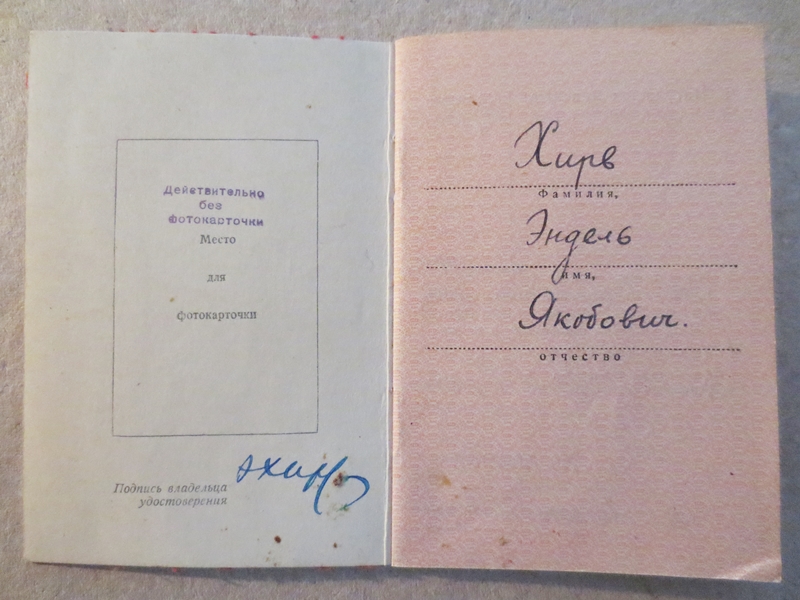 Действительно
без
фотокарточки
Место
для
фотокарточки
Подпись владельца
удостоверения
Хирв
Фамилия,
Эндель
имя,
Якобович.
отчество